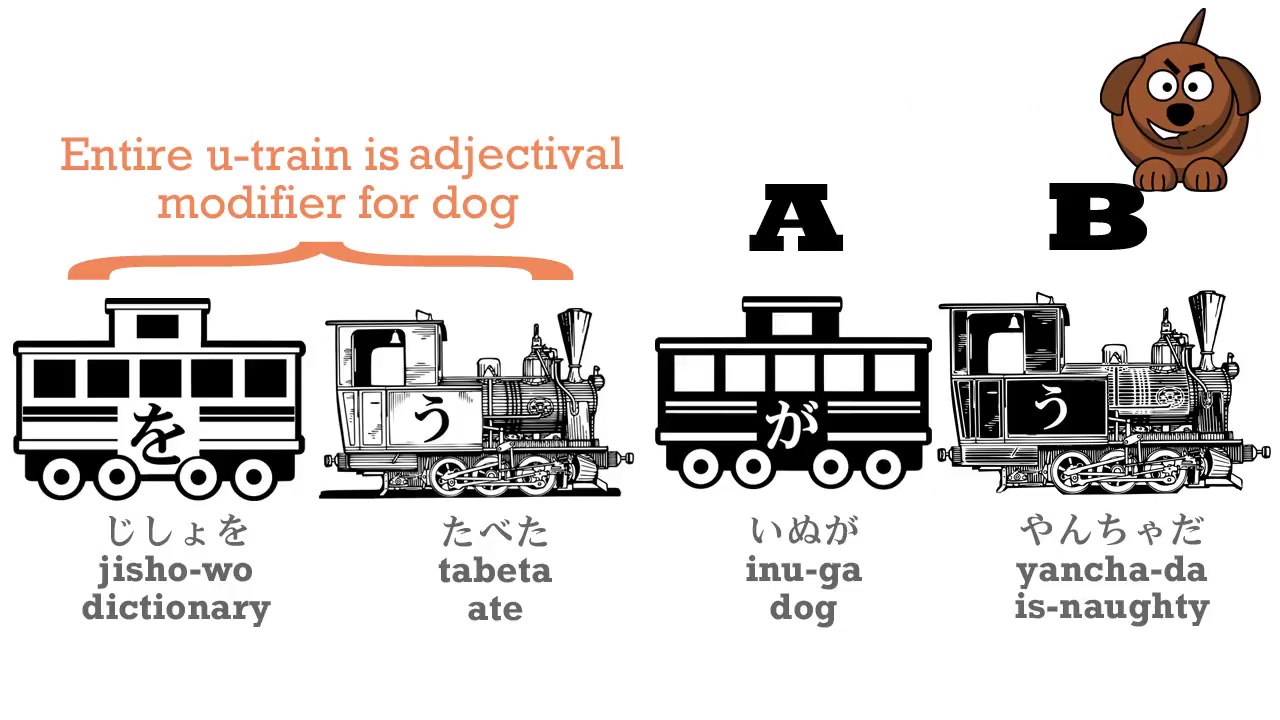 Entire u-train is adjectival
modifier for dog
A
B
を
う
が
う
じしょを
jisho-wo
dictionary
たべた
tabeta
ate
いぬが
inu-ga
dog
やんちゃだ
yancha-da
is-naughty